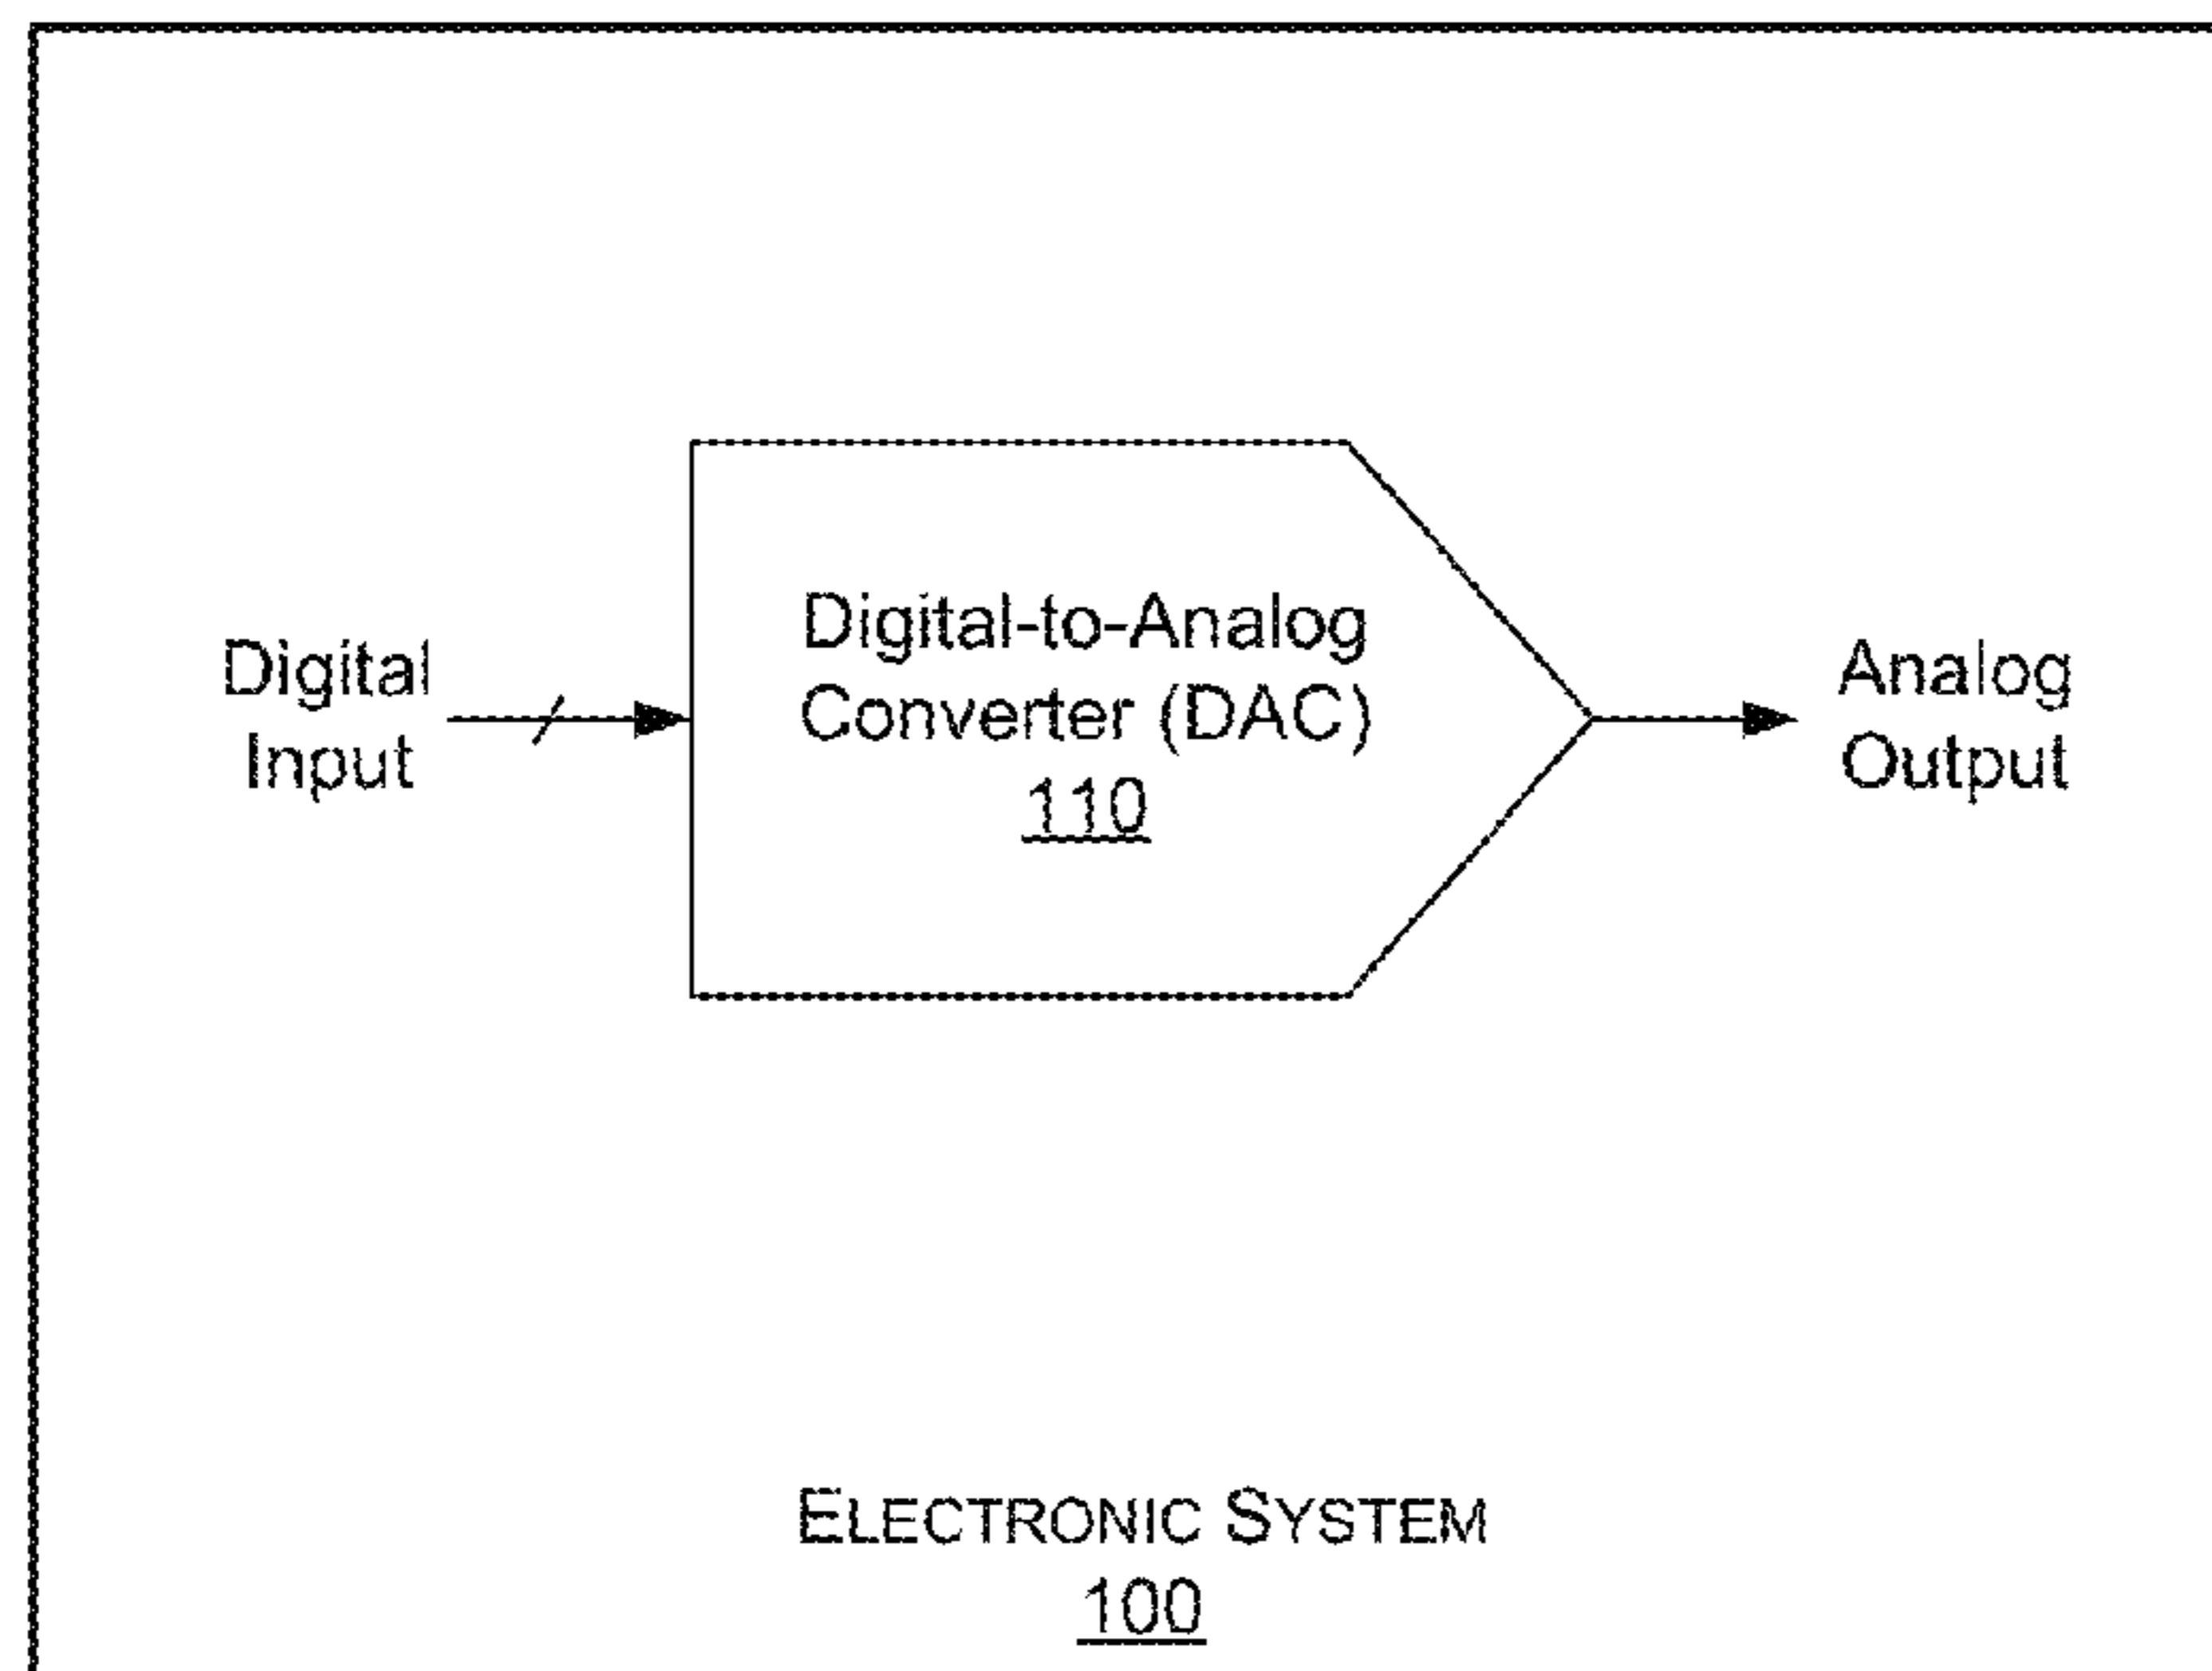 Digital
Input
Digital-to-Analog
Converter (DAC)
110
Analog
Output
ELECTRONIC SYSTEM
100